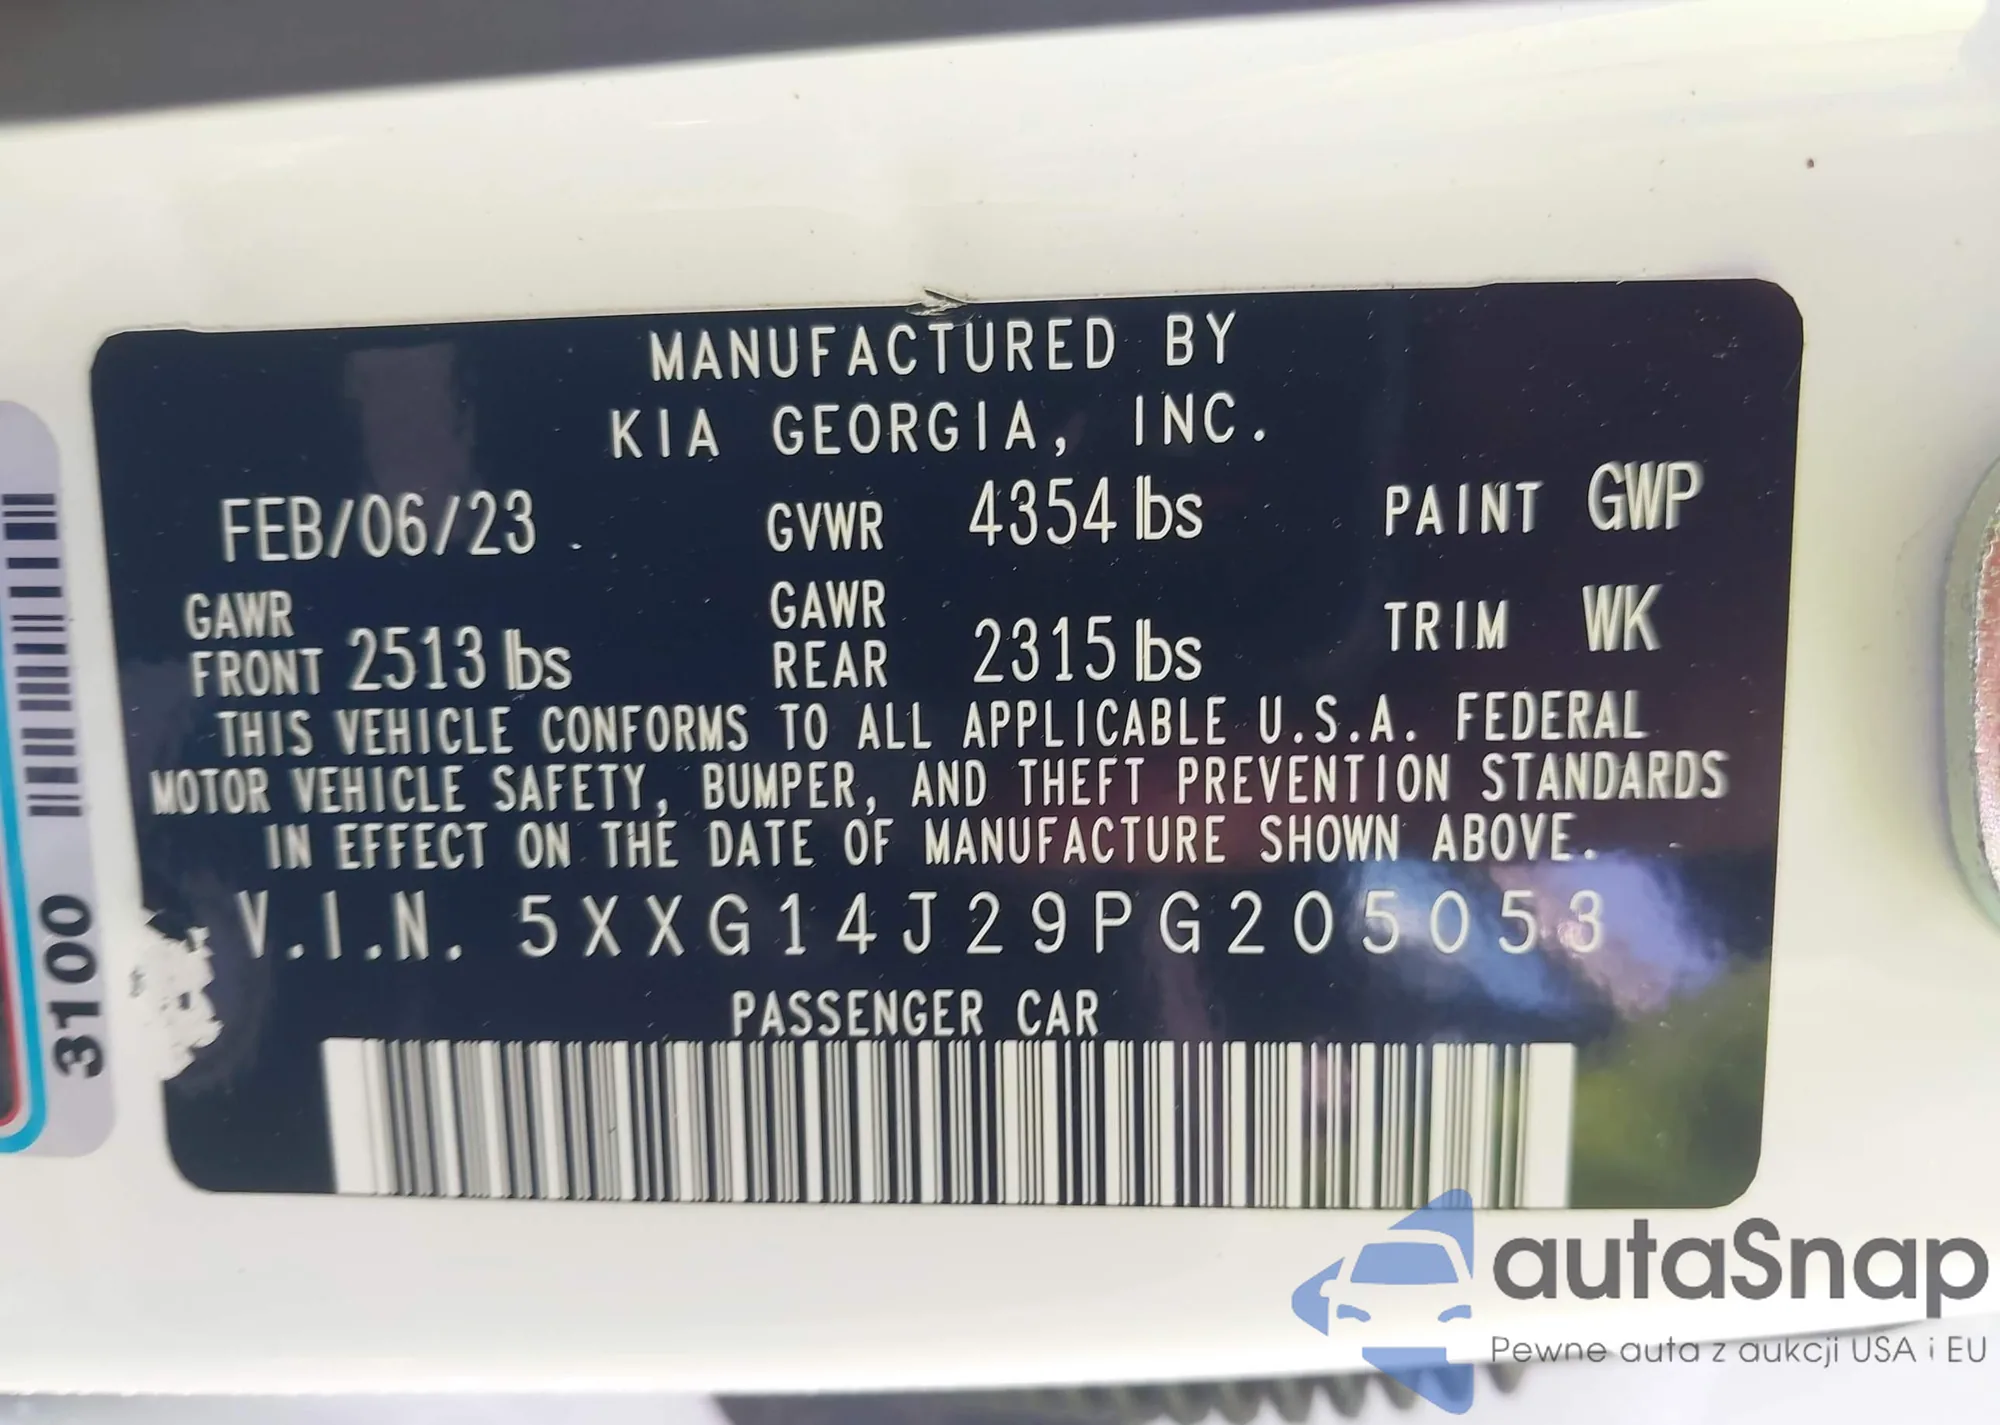 MANUFACTURED BY
KIA GEORGIA, INC.
FEB/06/23 GVWR 4354 lbs PAINT GWP
GAWR FRONT 2513 lbs GAWR REAR 2315 lbs TRIM WK
THIS VEHICLE CONFORMS TO ALL APPLICABLE U.S.A. FEDERAL
MOTOR VEHICLE SAFETY, BUMPER, AND THEFT PREVENTION STANDARDS
IN EFFECT ON THE DATE OF MANUFACTURE SHOWN ABOVE.
V.I.N. 5XXG14J29PG205053
PASSENGER CAR
3100
autaSnap
Pewne auta z aukcji USA i EU